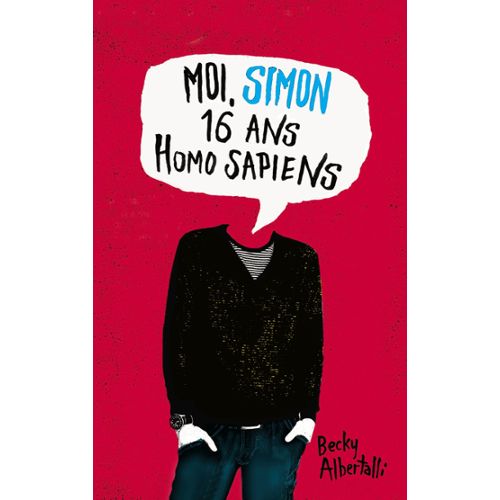 MOI, SIMON
16 ANS
HOMO SAPIENS
Becky
Albertalli